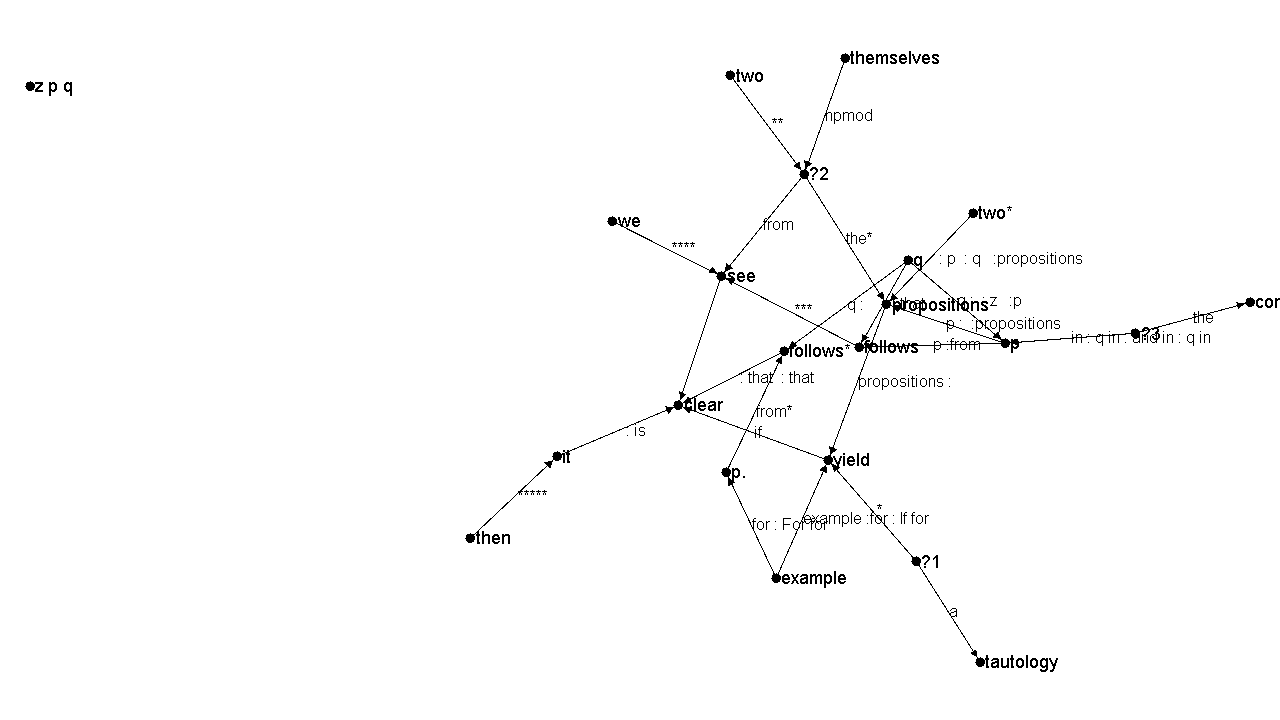 themselves
two
z p q
npmod
**
?2
two*
we
from
the*
****
q
: p : q :propositions
see
***
q :
propositions
z :p
cor
the
p : :propositions
?3
follows*
follows
p :from
p
in : q in : and in : q in
: that : that
propositions :
clear
from*
: is
if
it
p.
yield
*****
*
for : For for
example :for : If for
then
?1
example
a
tautology